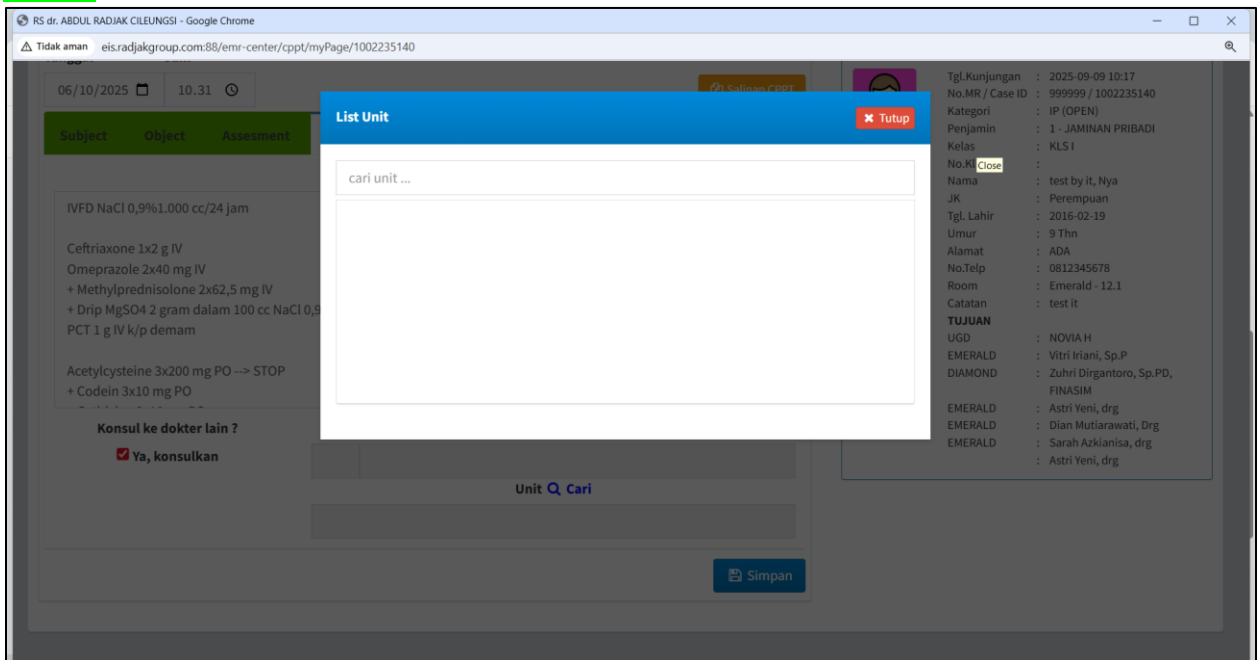 RS dr. ABDUL RADJAK CILEUNGSI - Google Chrome
Tidak aman eis.radjakgroup.com:88/emr-center/cppt/myPage/1002235140
06/10/2025 10.31
Salinan CPPT
Subject Object Assesment
List Unit
Tutup
cari unit ...
IVFD NaCl 0,9%1.000 cc/24 jam
Ceftriaxone 1x2 g IV
Omeprazole 2x40 mg IV
+ Methylprednisolone 2x62,5 mg IV
+ Drip MgSO4 2 gram dalam 100 cc NaCl 0,9
PCT 1 g IV k/p demam
Acetylcysteine 3x200 mg PO --> STOP
+ Codein 3x10 mg PO
Konsul ke dokter lain ?
Ya, konsulkan
Unit Cari
Simpan
Tgl.Kunjungan : 2025-09-09 10:17
No.MR / Case ID : 999999 / 1002235140
Kategori : IP (OPEN)
Penjamin : 1 - JAMINAN PRIBADI
Kelas : KLS I
Close :
Nama : test by it, Nya
JK : Perempuan
Tgl. Lahir : 2016-02-19
Umur : 9 Thn
Alamat : ADA
No.Telp : 0812345678
Room : Emerald - 12.1
Catatan : test it
TUJUAN
UGD : NOVIA H
EMERALD : Vitri Iriani, Sp.P
DIAMOND : Zuhri Dirgantoro, Sp.PD,
FINASIM
EMERALD : Astri Yeni, drg
EMERALD : Dian Mutiarawati, Drg
EMERALD : Sarah Azkianisa, drg
: Astri Yeni, drg